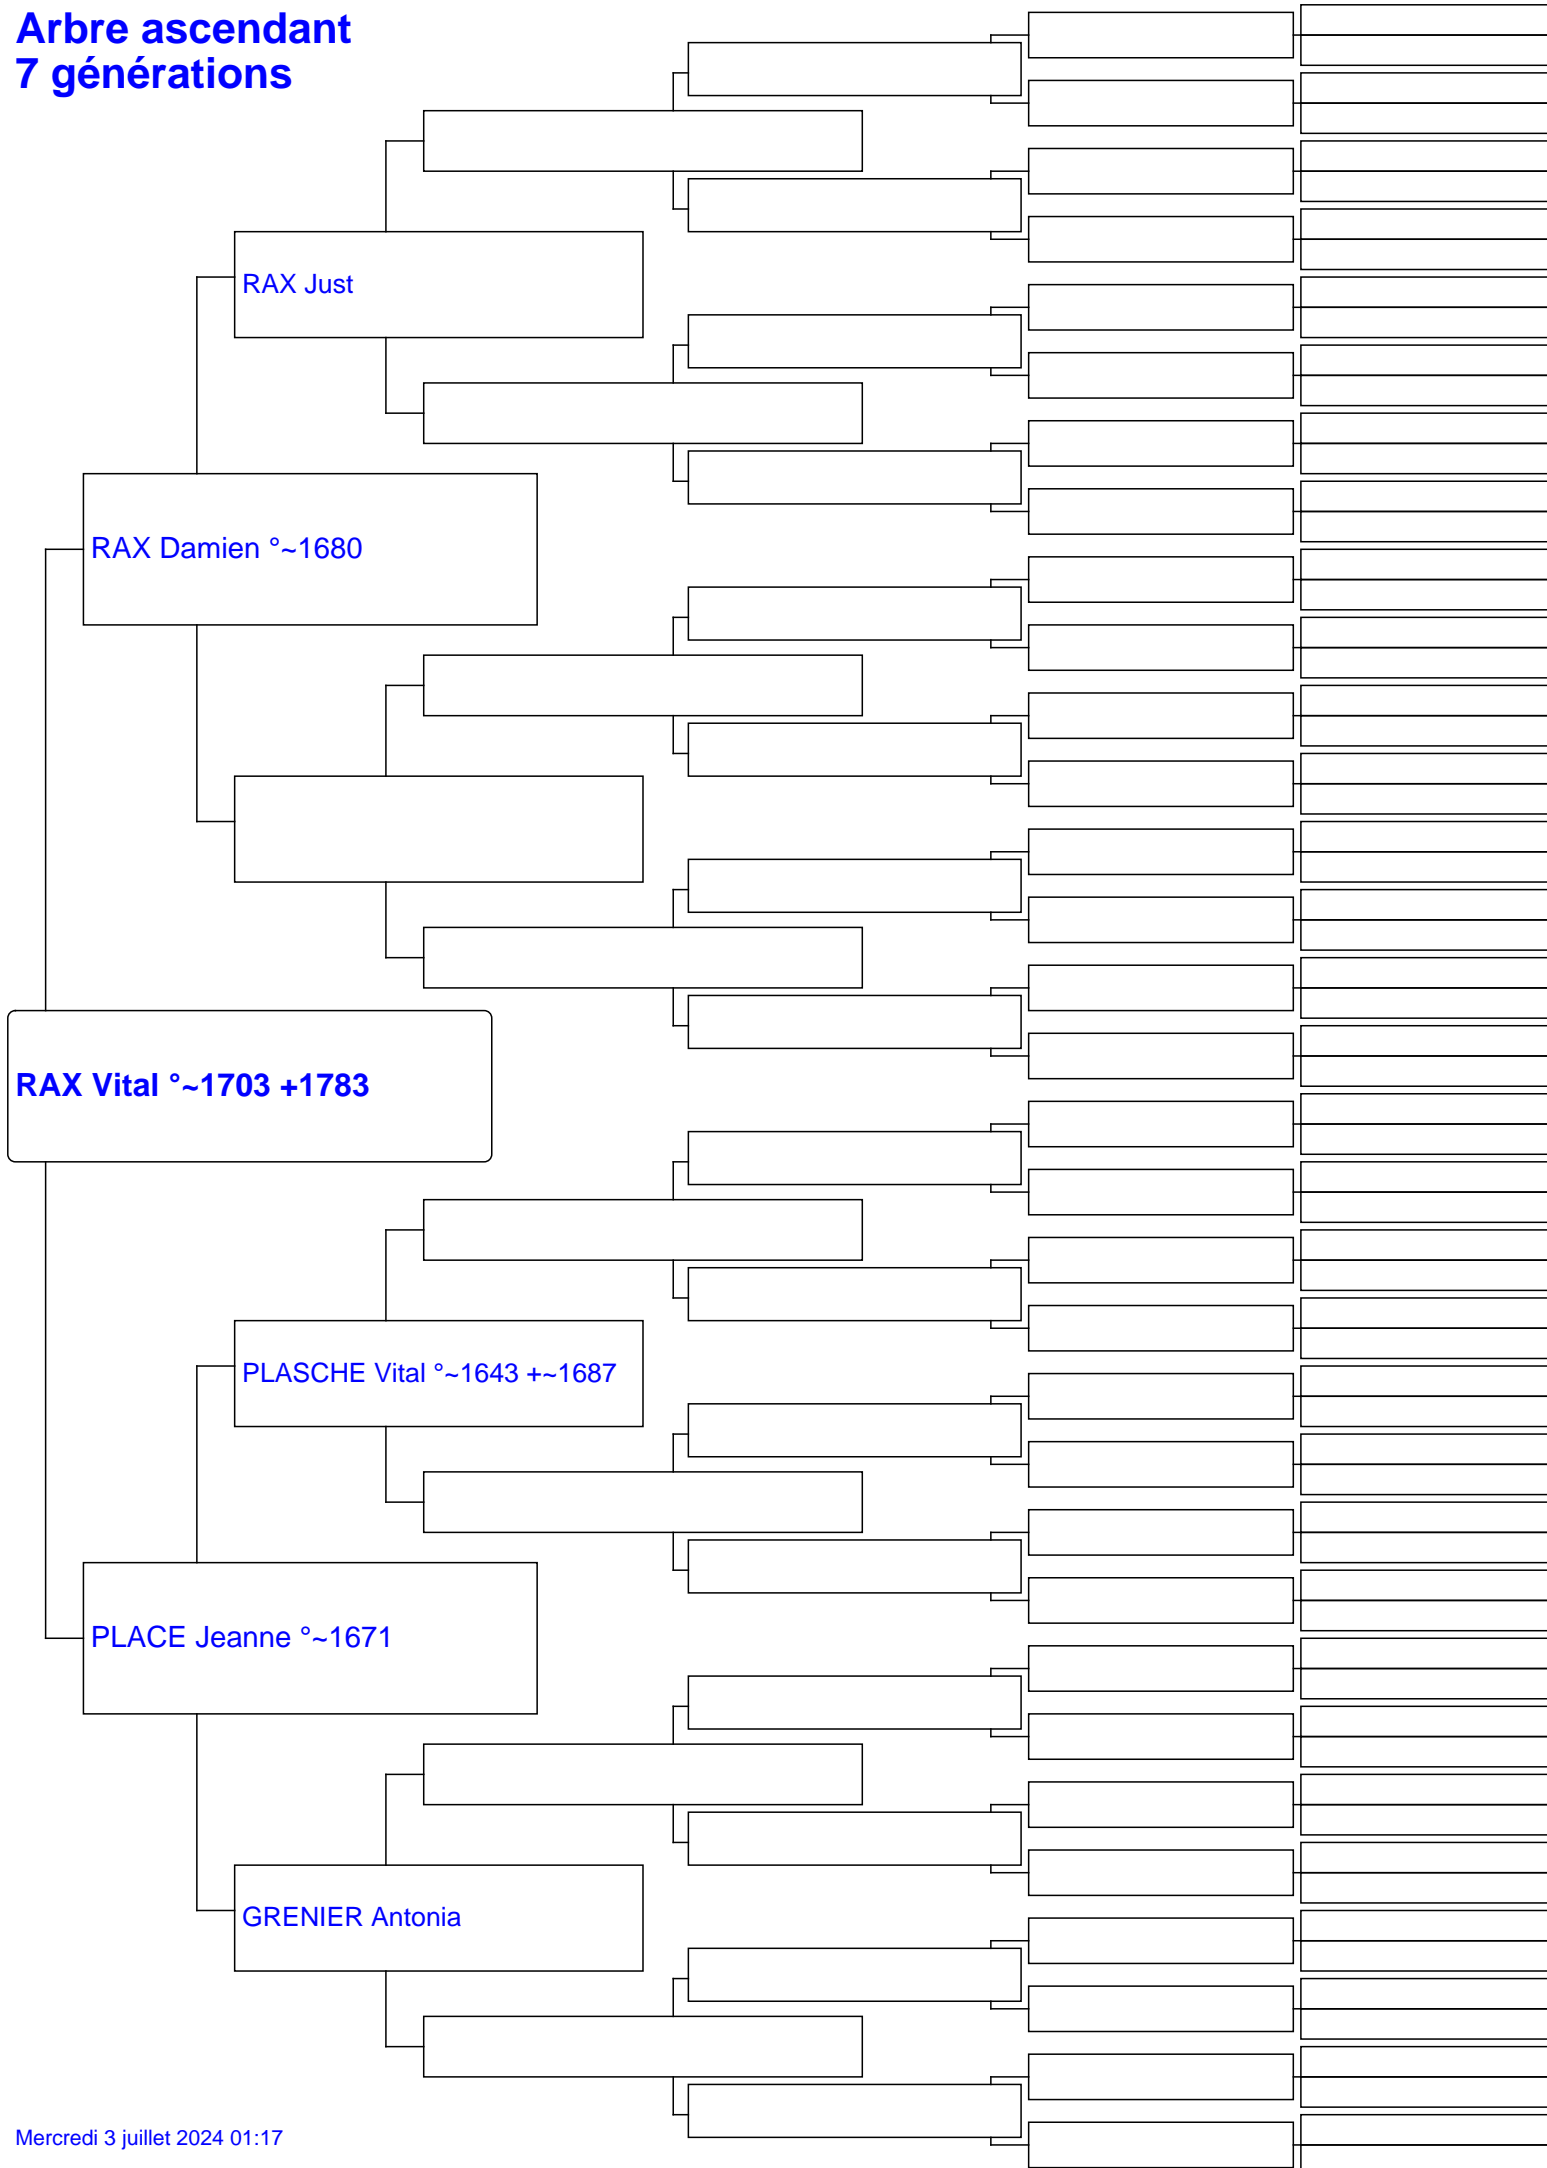 Arbre ascendant
7 générations
RAX Just
RAX Damien °~1680
RAX Vital °~1703 +1783
PLASCHE Vital °~1643 +~1687
PLACE Jeanne °~1671
GRENIER Antonia
Mercredi 3 juillet 2024 01:17